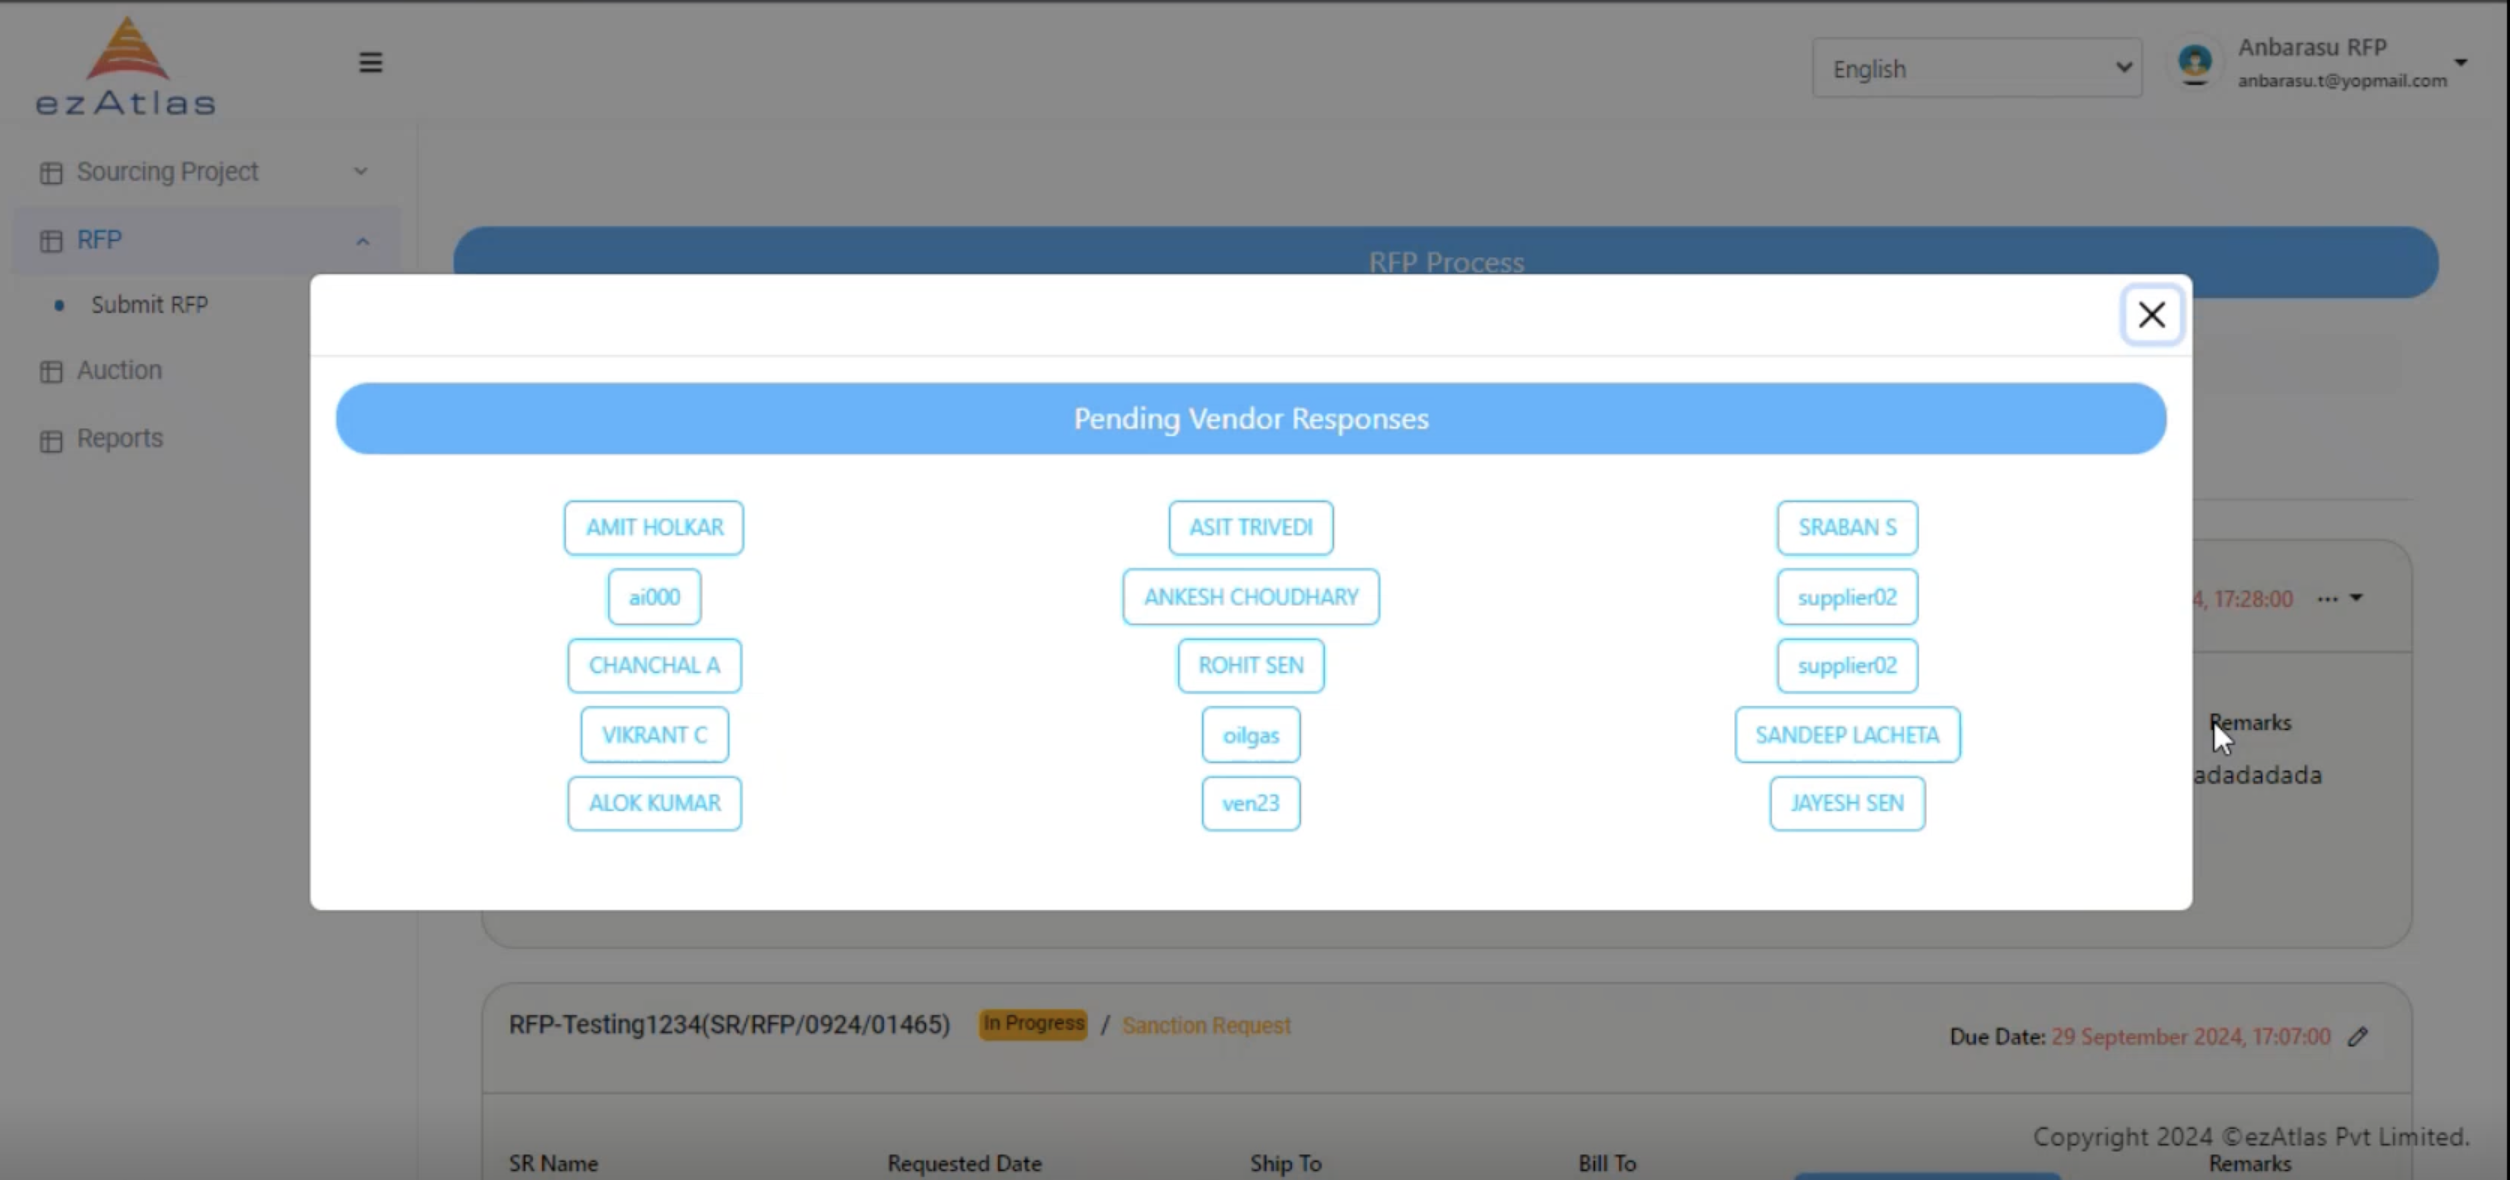 ezAtlas
English
Anbarasu RFP
anbarasu.t@yopmail.com
Sourcing Project
RFP
Submit RFP
Auction
Reports
RFP Process
Pending Vendor Responses
AMIT HOLKAR
ASIT TRIVEDI
SRABAN S
ai000
ANKESH CHOUDHARY
supplier02
CHANCHAL A
ROHIT SEN
supplier02
VIKRANT C
oilgas
SANDEEP LACHETA
ALOK KUMAR
ven23
JAYESH SEN
4, 17:28:00
Remarks
adadadada
RFP-Testing1234(SR/RFP/0924/01465) In Progress / Sanction Request
Due Date: 29 September 2024, 17:07:00
SR Name
Requested Date
Ship To
Bill To
Remarks
Copyright 2024 ©ezAtlas Pvt Limited.